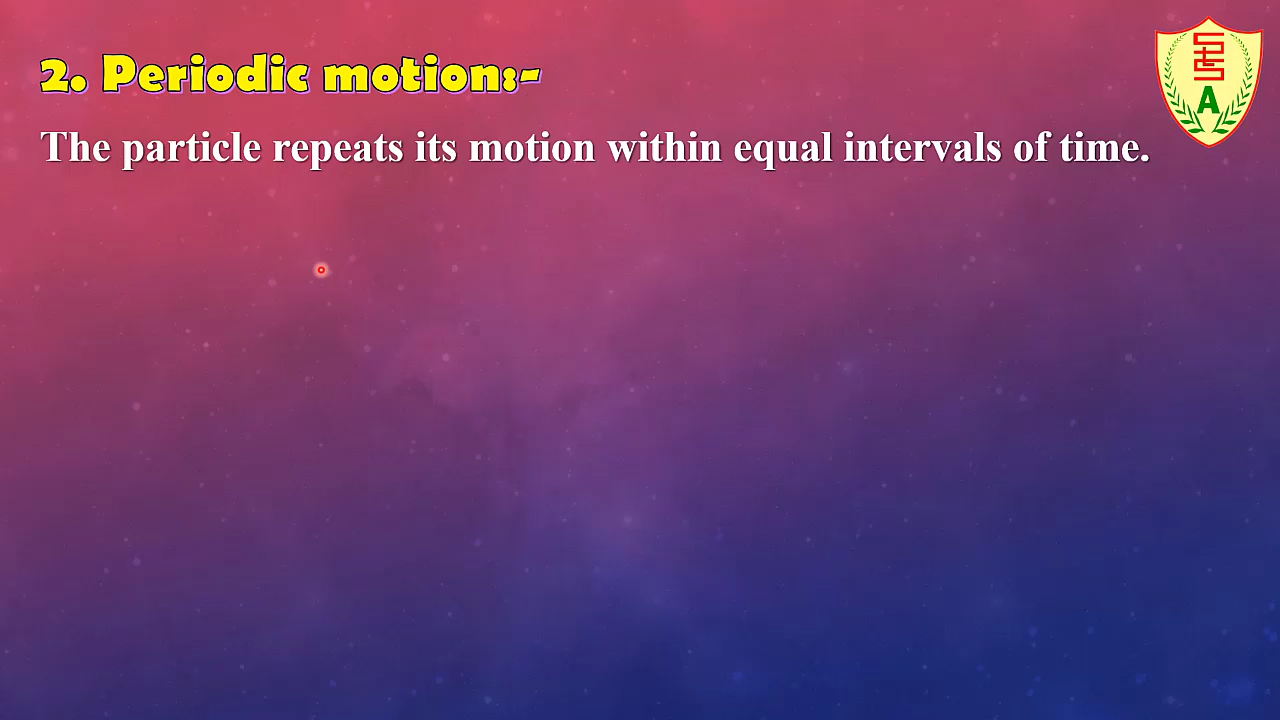 2. Periodic motion:-
The particle repeats its motion within equal intervals of time.
A